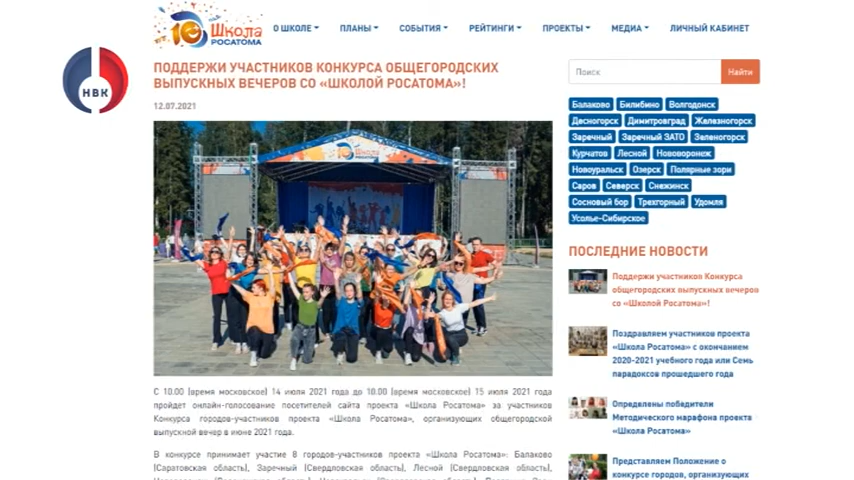 НВК
10 Школа
РОСАТОМА
О ШКОЛЕ
ПЛАНЫ
СОБЫТИЯ
РЕЙТИНГИ
ПРОЕКТЫ
МЕДИА
ЛИЧНЫЙ КАБИНЕТ
ПОДДЕРЖИ УЧАСТНИКОВ КОНКУРСА ОБЩЕГОРОДСКИХ
ВЫПУСКНЫХ ВЕЧЕРОВ СО «ШКОЛОЙ РОСАТОМА»!
12.07.2021
С 10.00 (время московское) 14 июля 2021 года до 10.00 (время московское) 15 июля 2021 года
пройдет онлайн-голосование посетителей сайта проекта «Школа Росатома» за участников
Конкурса городов-участников проекта «Школа Росатома», организующих общегородской
выпускной вечер в июне 2021 года.
В конкурсе принимает участие 8 городов-участников проекта «Школа Росатома»: Балаково
(Саратовская область), Заречный (Свердловская область), Лесной (Свердловская область),
Поиск
Найти
Балаково Билибино Волгодонск
Десногорск Димитровград Железногорск
Заречный Заречный ЗАТО Зеленогорск
Курчатов Лесной Нововоронеж
Новоуральск Озерск Полярные зори
Саров Северск Снежинск
Сосновый бор Трехгорный Удомля
Усолье-Сибирское
ПОСЛЕДНИЕ НОВОСТИ
Поддержи участников Конкурса
общегородских выпускных вечеров
со «Школой Росатома»!
Поздравляем участников проекта
«Школа Росатома» с окончанием
2020-2021 учебного года или Семь
парадоксов прошедшего года
Определены победители
Методического марафона проекта
«Школа Росатома»
Представляем Положение о
конкурсе городов, организующих